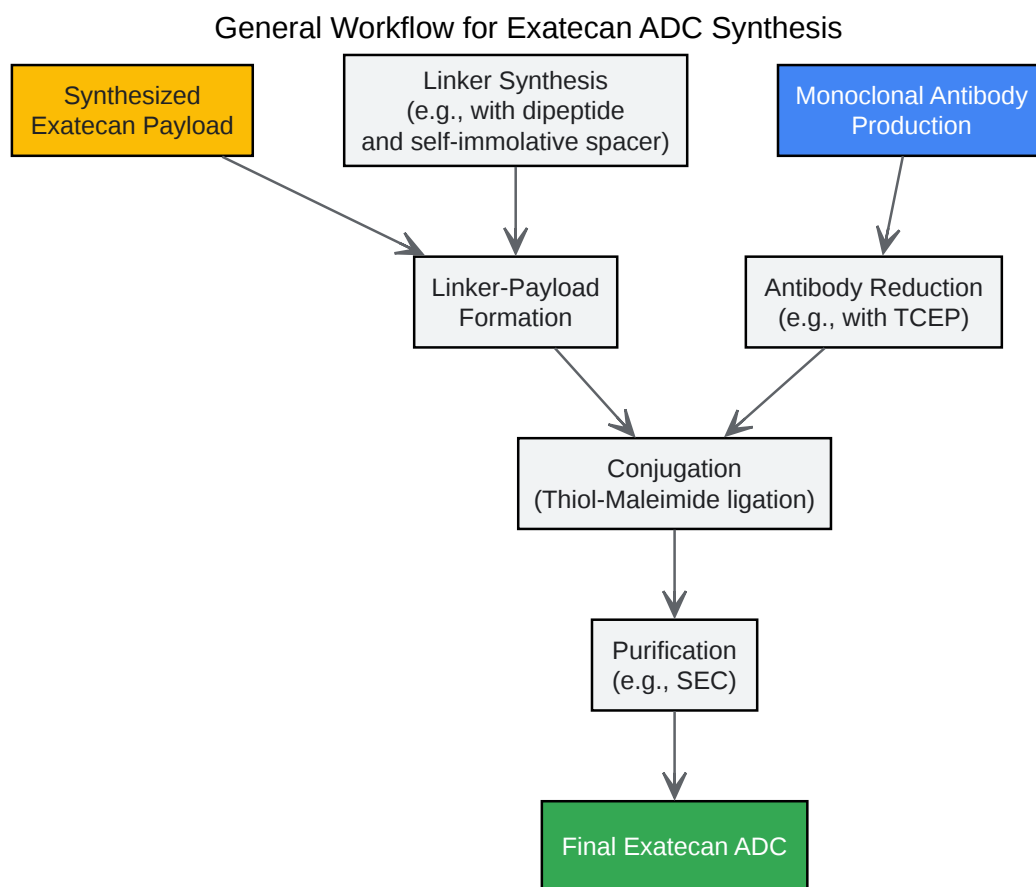 General Workflow for Exatecan ADC Synthesis
Synthesized
Exatecan Payload
Linker Synthesis
(e.g., with dipeptide
and self-immolative spacer)
Monoclonal Antibody
Production
Linker-Payload
Formation
Antibody Reduction
(e.g., with TCEP)
Conjugation
(Thiol-Maleimide ligation)
Purification
(e.g., SEC)
Final Exatecan ADC